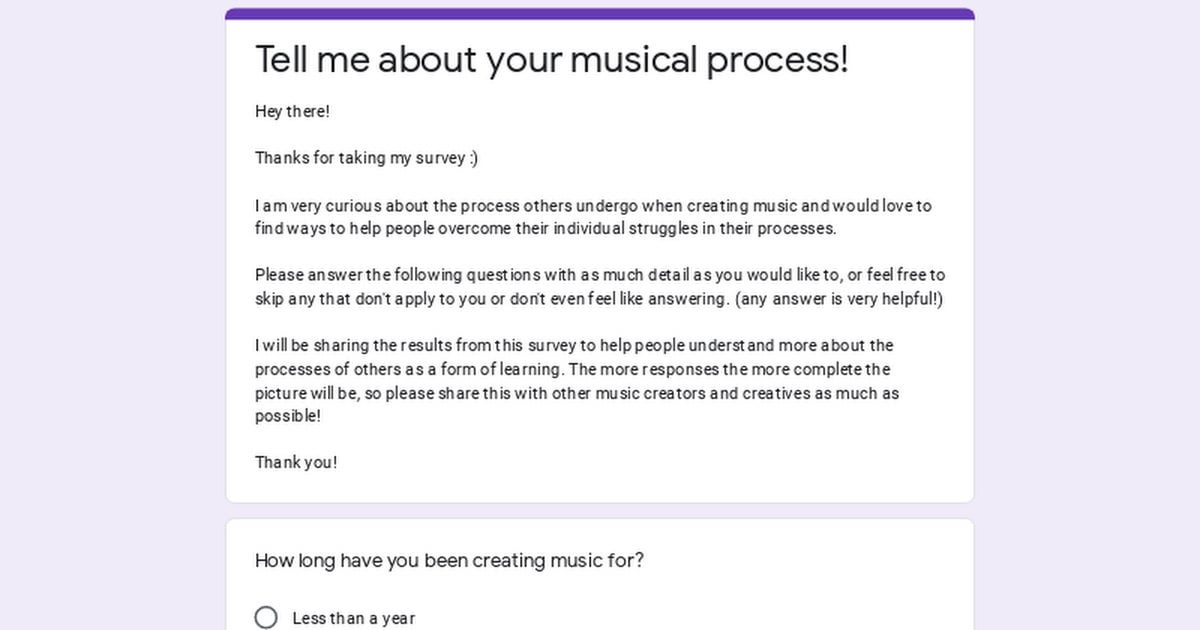 Tell me about your musical process!
Hey there!
Thanks for taking my survey :)
I am very curious about the process others undergo when creating music and would love to
find ways to help people overcome their individual struggles in their processes.
Please answer the following questions with as much detail as you would like to, or feel free to
skip any that don't apply to you or don't even feel like answering. (any answer is very helpful!)
I will be sharing the results from this survey to help people understand more about the
processes of others as a form of learning. The more responses the more complete the
picture will be, so please share this with other music creators and creatives as much as
possible!
Thank you!
How long have you been creating music for?
Less than a year